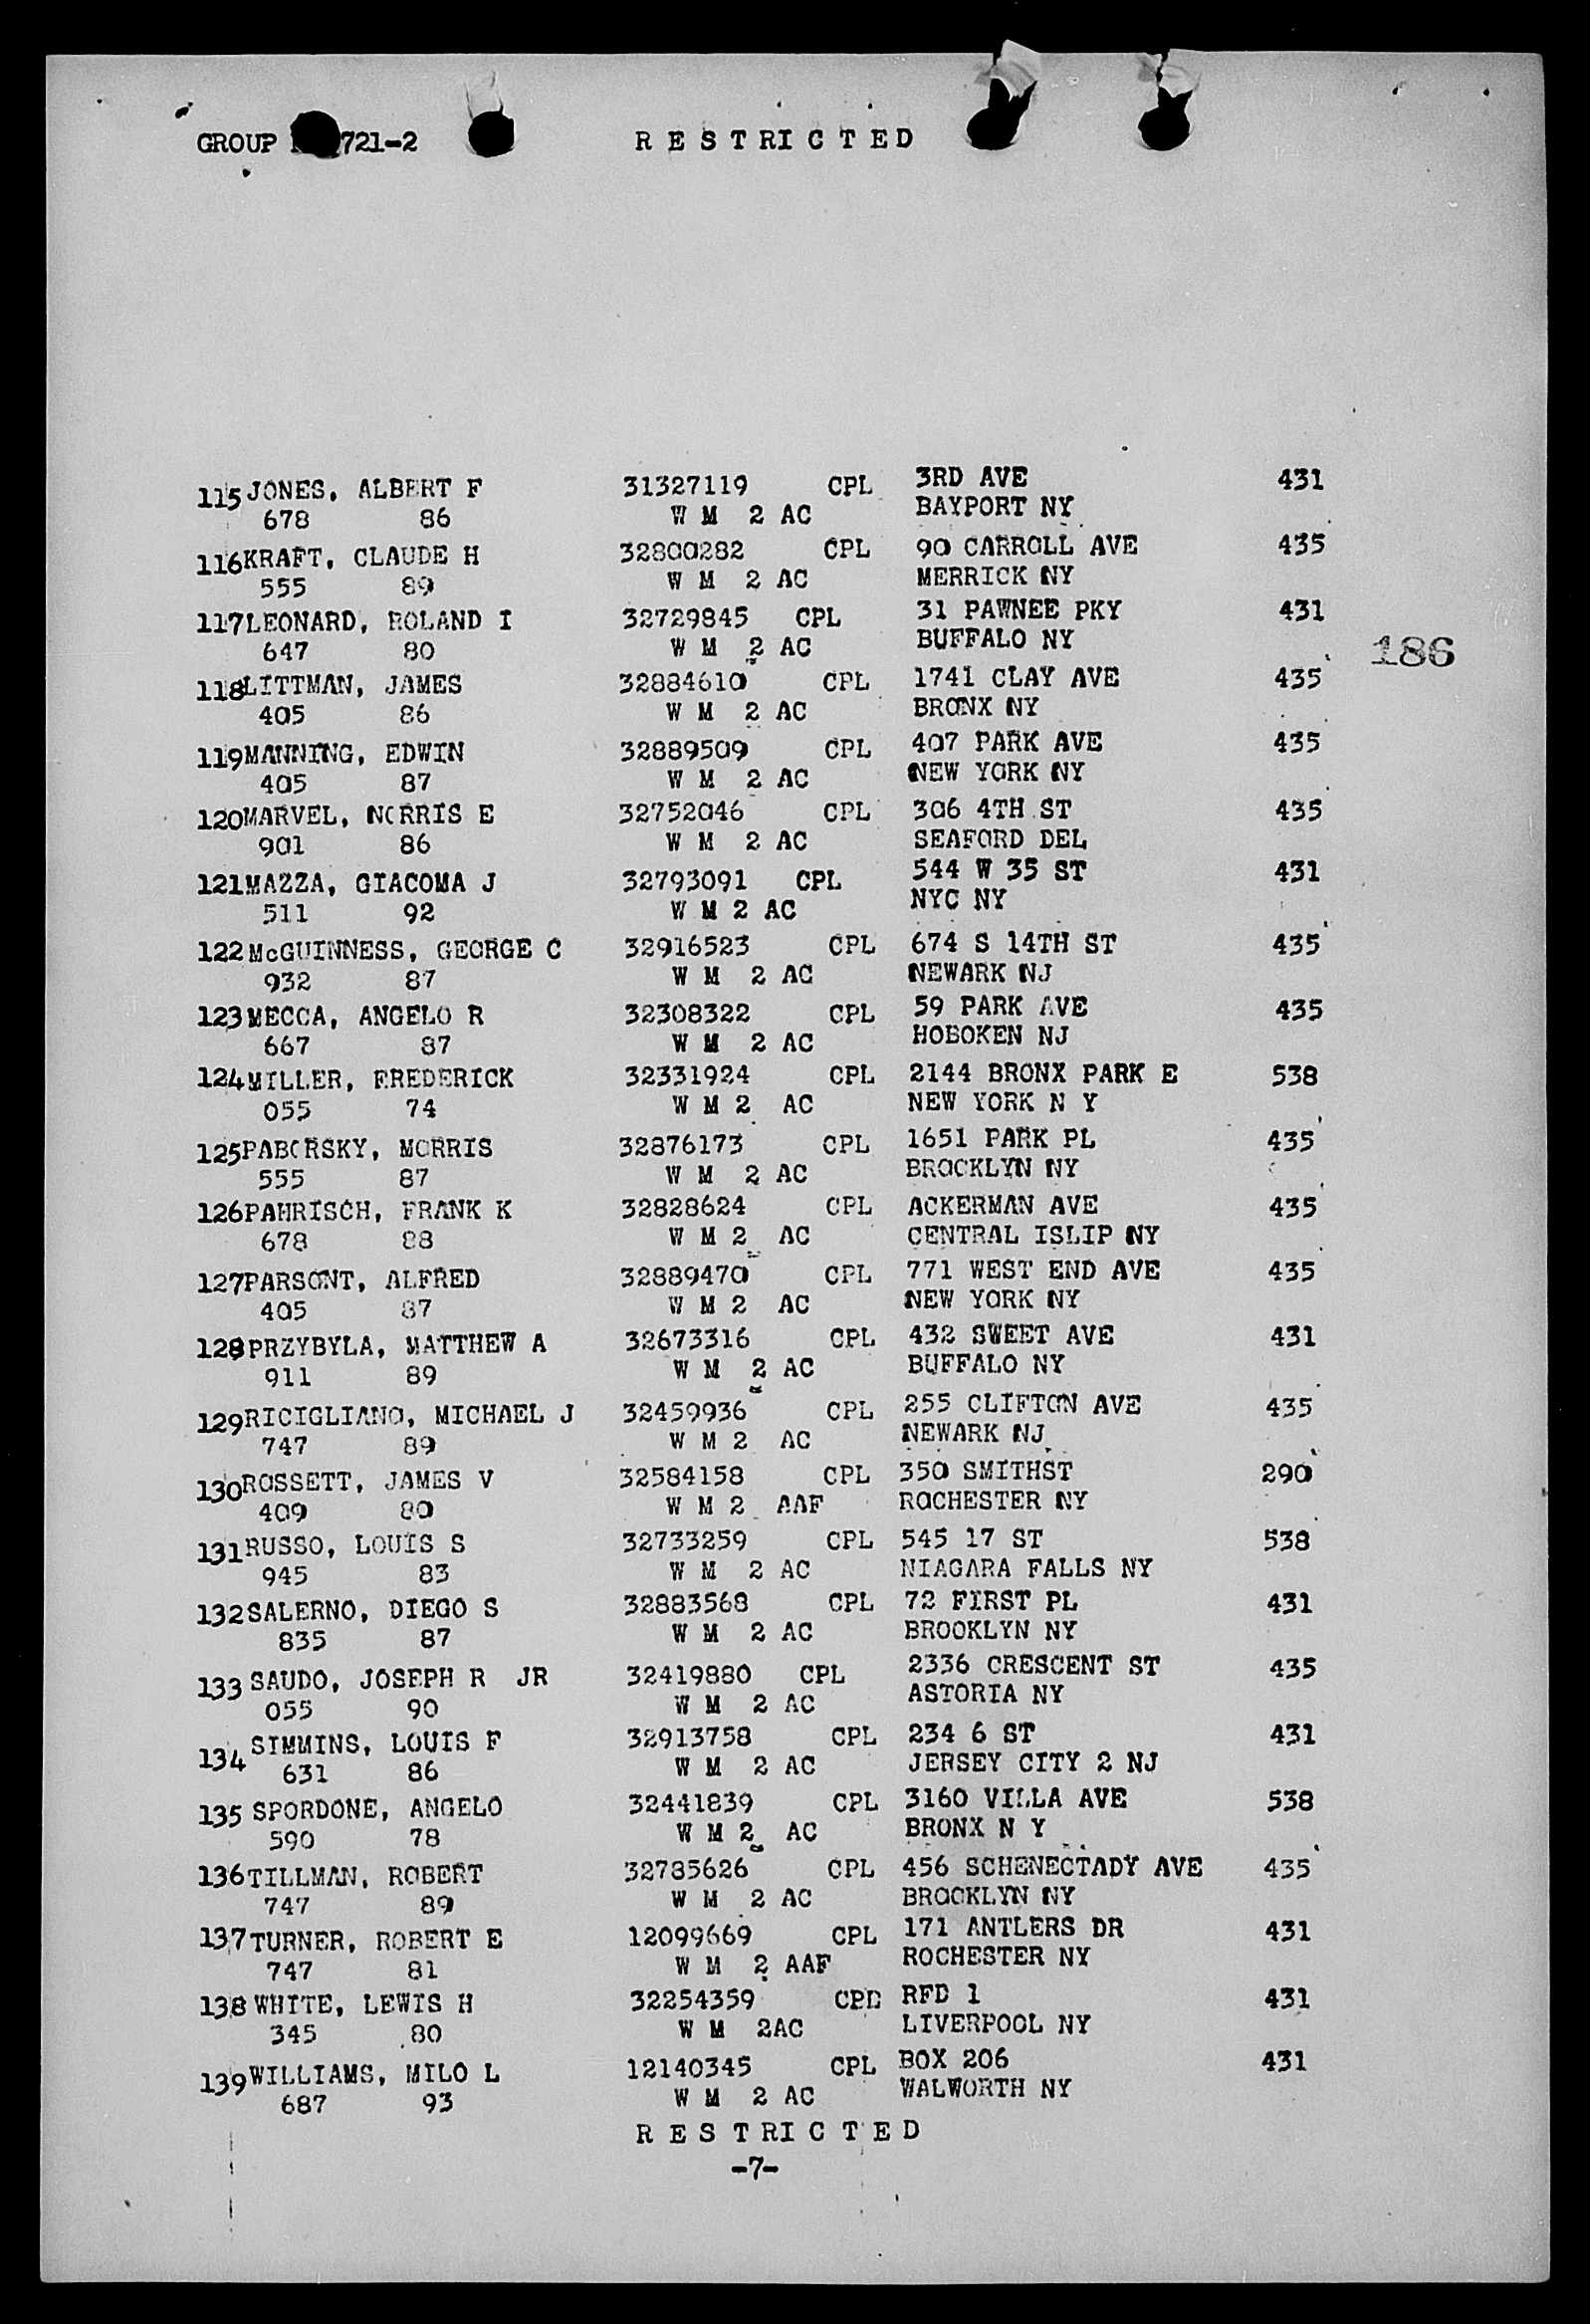 GROUP 721-2 R E S T R I C T E D
115 JONES, ALBERT F 31327119 CPL 3RD AVE 431
678 86 W M 2 AC BAYPORT NY
116 KRAFT, CLAUDE H 32800282 CPL 90 CARROLL AVE 435
555 89 W M 2 AC MERRICK NY
117 LEONARD, ROLAND I 32729845 CPL 31 PAWNEE PKY 431
647 80 W M 2 AC BUFFALO NY
186
118 LITTMAN, JAMES 32884610 CPL 1741 CLAY AVE 435
405 86 W M 2 AC BRONX NY
119 MANNING, EDWIN 32889509 CPL 407 PARK AVE 435
405 87 W M 2 AC NEW YORK NY
120 MARVEL, NORRIS E 32752046 CPL 306 4TH ST 435
901 86 W M 2 AC SEAFORD DEL
121 MAZZA, GIACOMA J 32793091 CPL 544 W 35 ST 431
511 92 W M 2 AC NYC NY
122 McGUINNESS, GEORGE C 32916523 CPL 674 S 14TH ST 435
932 87 W M 2 AC NEWARK NJ
123 MECCA, ANGELO R 32308322 CPL 59 PARK AVE 435
667 87 W M 2 AC HOBOKEN NJ
124 MILLER, FREDERICK 32331924 CPL 2144 BRONX PARK E 538
055 74 W M 2 AC NEW YORK N Y
125 PABORSKY, MORRIS 32876173 CPL 1651 PARK PL 435
555 87 W M 2 AC BROOKLYN NY
126 PAHRISCH, FRANK K 32828624 CPL ACKERMAN AVE 435
678 88 W M 2 AC CENTRAL ISLIP NY
127 PARSONT, ALFRED 32889470 CPL 771 WEST END AVE 435
405 87 W M 2 AC NEW YORK NY
128 PRZYBYLA, MATTHEW A 32673316 CPL 432 SWEET AVE 431
911 89 W M 2 AC BUFFALO NY
129 RICIGLIANO, MICHAEL J 32459936 CPL 255 CLIFTON AVE 435
747 89 W M 2 AC NEWARK NJ
130 ROSSETT, JAMES V 32584158 CPL 350 SMITHST 290
409 80 W M 2 AAF ROCHESTER NY
131 RUSSO, LOUIS S 32733259 CPL 545 17 ST 538
945 83 W M 2 AC NIAGARA FALLS NY
132 SALERNO, DIEGO S 32883568 CPL 72 FIRST PL 431
835 87 W M 2 AC BROOKLYN NY
133 SAUDO, JOSEPH R JR 32419880 CPL 2336 CRESCENT ST 435
055 90 W M 2 AC ASTORIA NY
134 SIMMINS, LOUIS F 32913758 CPL 234 6 ST 431
631 86 W M 2 AC JERSEY CITY 2 NJ
135 SPORDONE, ANGELO 32441839 CPL 3160 VILLA AVE 538
590 78 W M 2 AC BRONX N Y
136 TILLMAN, ROBERT 32785626 CPL 456 SCHENECTADY AVE 435
747 89 W M 2 AC BROOKLYN NY
137 TURNER, ROBERT E 12099669 CPL 171 ANTLERS DR 431
747 81 W M 2 AAF ROCHESTER NY
138 WHITE, LEWIS H 32254359 CPL RFD 1 431
345 80 W M 2AC LIVERPOOL NY
139 WILLIAMS, MILO L 12140345 CPL BOX 206 431
687 93 W M 2 AC WALWORTH NY
R E S T R I C T E D
-7-